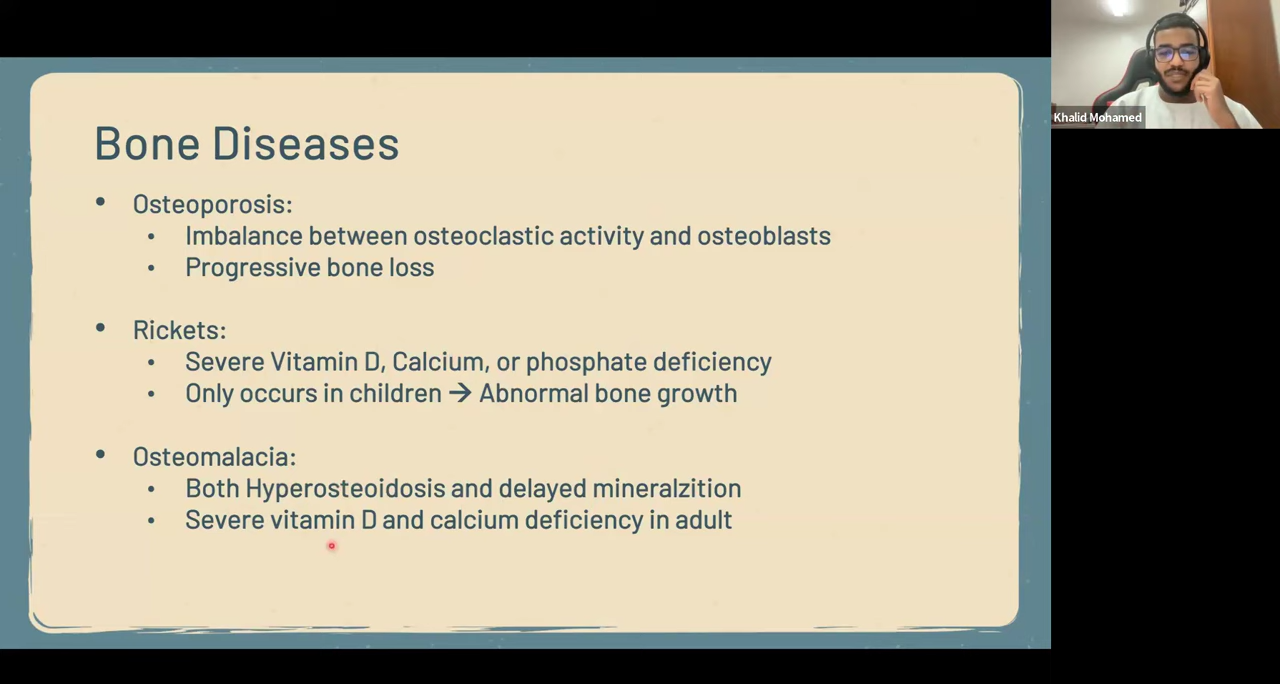 Bone Diseases
• Osteoporosis:
• Imbalance between osteoclastic activity and osteoblasts
• Progressive bone loss
• Rickets:
• Severe Vitamin D, Calcium, or phosphate deficiency
• Only occurs in children → Abnormal bone growth
• Osteomalacia:
• Both Hyperosteoidosis and delayed mineralzition
• Severe vitamin D and calcium deficiency in adult
Khalid Mohamed